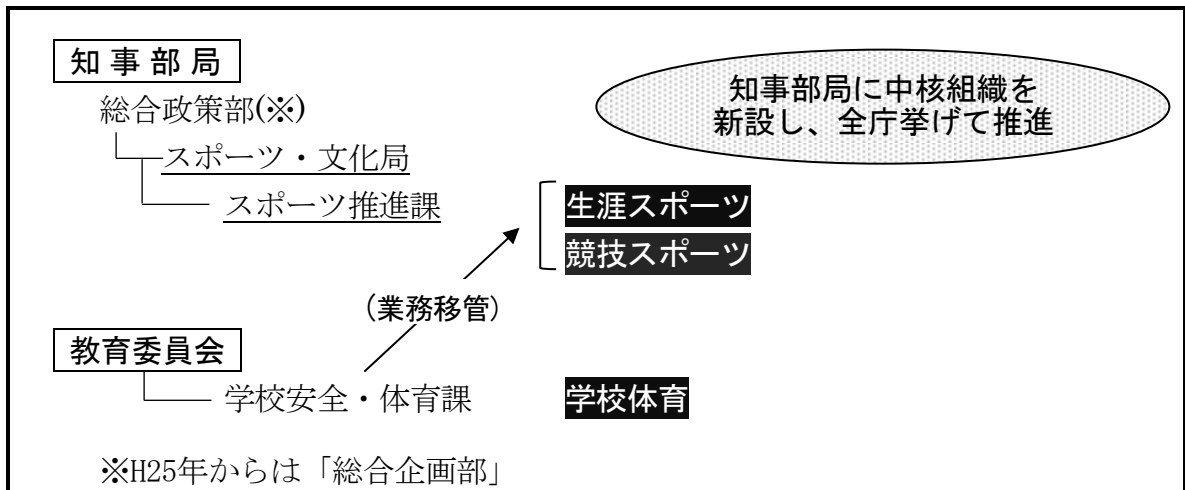 知事部局
総合政策部(※)
スポーツ・文化局
スポーツ推進課
知事部局に中核組織を
新設し、全庁挙げて推進
生涯スポーツ
競技スポーツ
（業務移管）
教育委員会
学校安全・体育課
学校体育
※H25年からは「総合企画部」